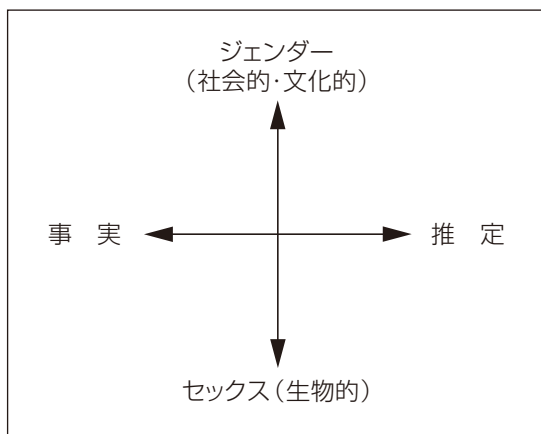 ジェンダー
（社会的・文化的）
事　実
推　定
セックス（生物的）